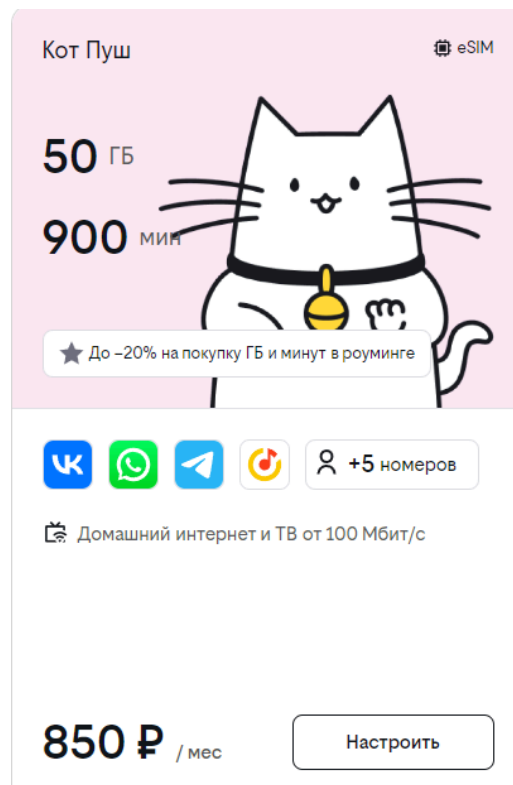 Кот Пуш
eSIM
50 ГБ
900 мин
До −20% на покупку ГБ и минут в роуминге
+5 номеров
Домашний интернет и ТВ от 100 Мбит/с
850 ₽ / мес
Настроить